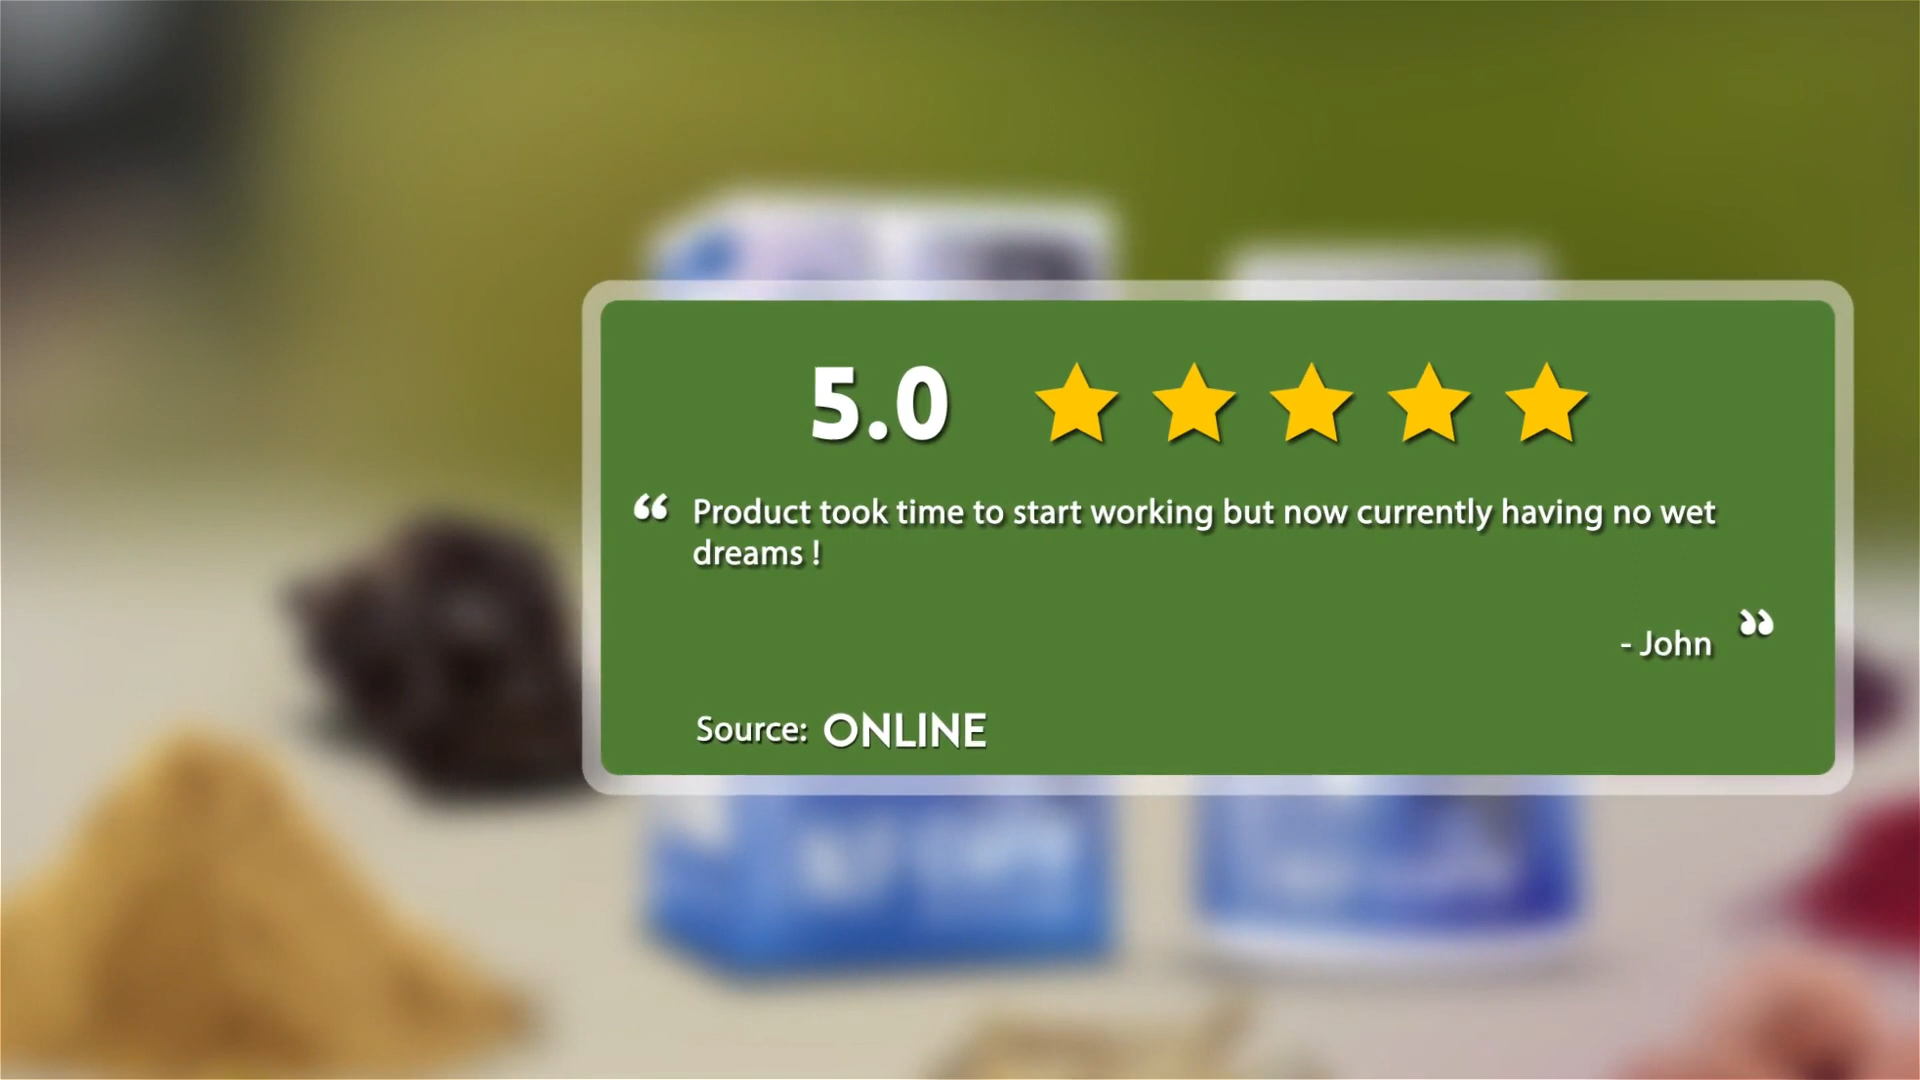 5.0
“ Product took time to start working but now currently having no wet
dreams !
- John ”
Source: ONLINE